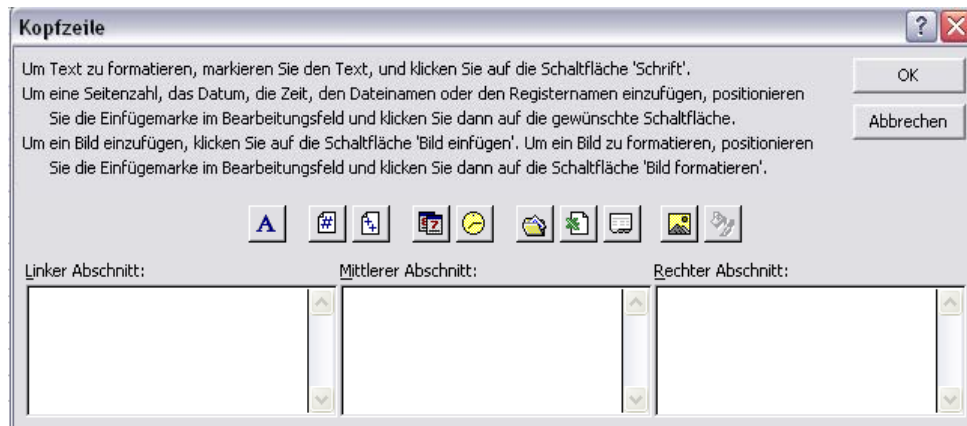 Kopfzeile
Um Text zu formatieren, markieren Sie den Text, und klicken Sie auf die Schaltfläche 'Schrift'.
Um eine Seitenzahl, das Datum, die Zeit, den Dateinamen oder den Registernamen einzufügen, positionieren
Sie die Einfügemarke im Bearbeitungsfeld und klicken Sie dann auf die gewünschte Schaltfläche.
Um ein Bild einzufügen, klicken Sie auf die Schaltfläche 'Bild einfügen'. Um ein Bild zu formatieren, positionieren
Sie die Einfügemarke im Bearbeitungsfeld und klicken Sie dann auf die Schaltfläche 'Bild formatieren'.
OK
Abbrechen
A
Linker Abschnitt:
Mittlerer Abschnitt:
Rechter Abschnitt: